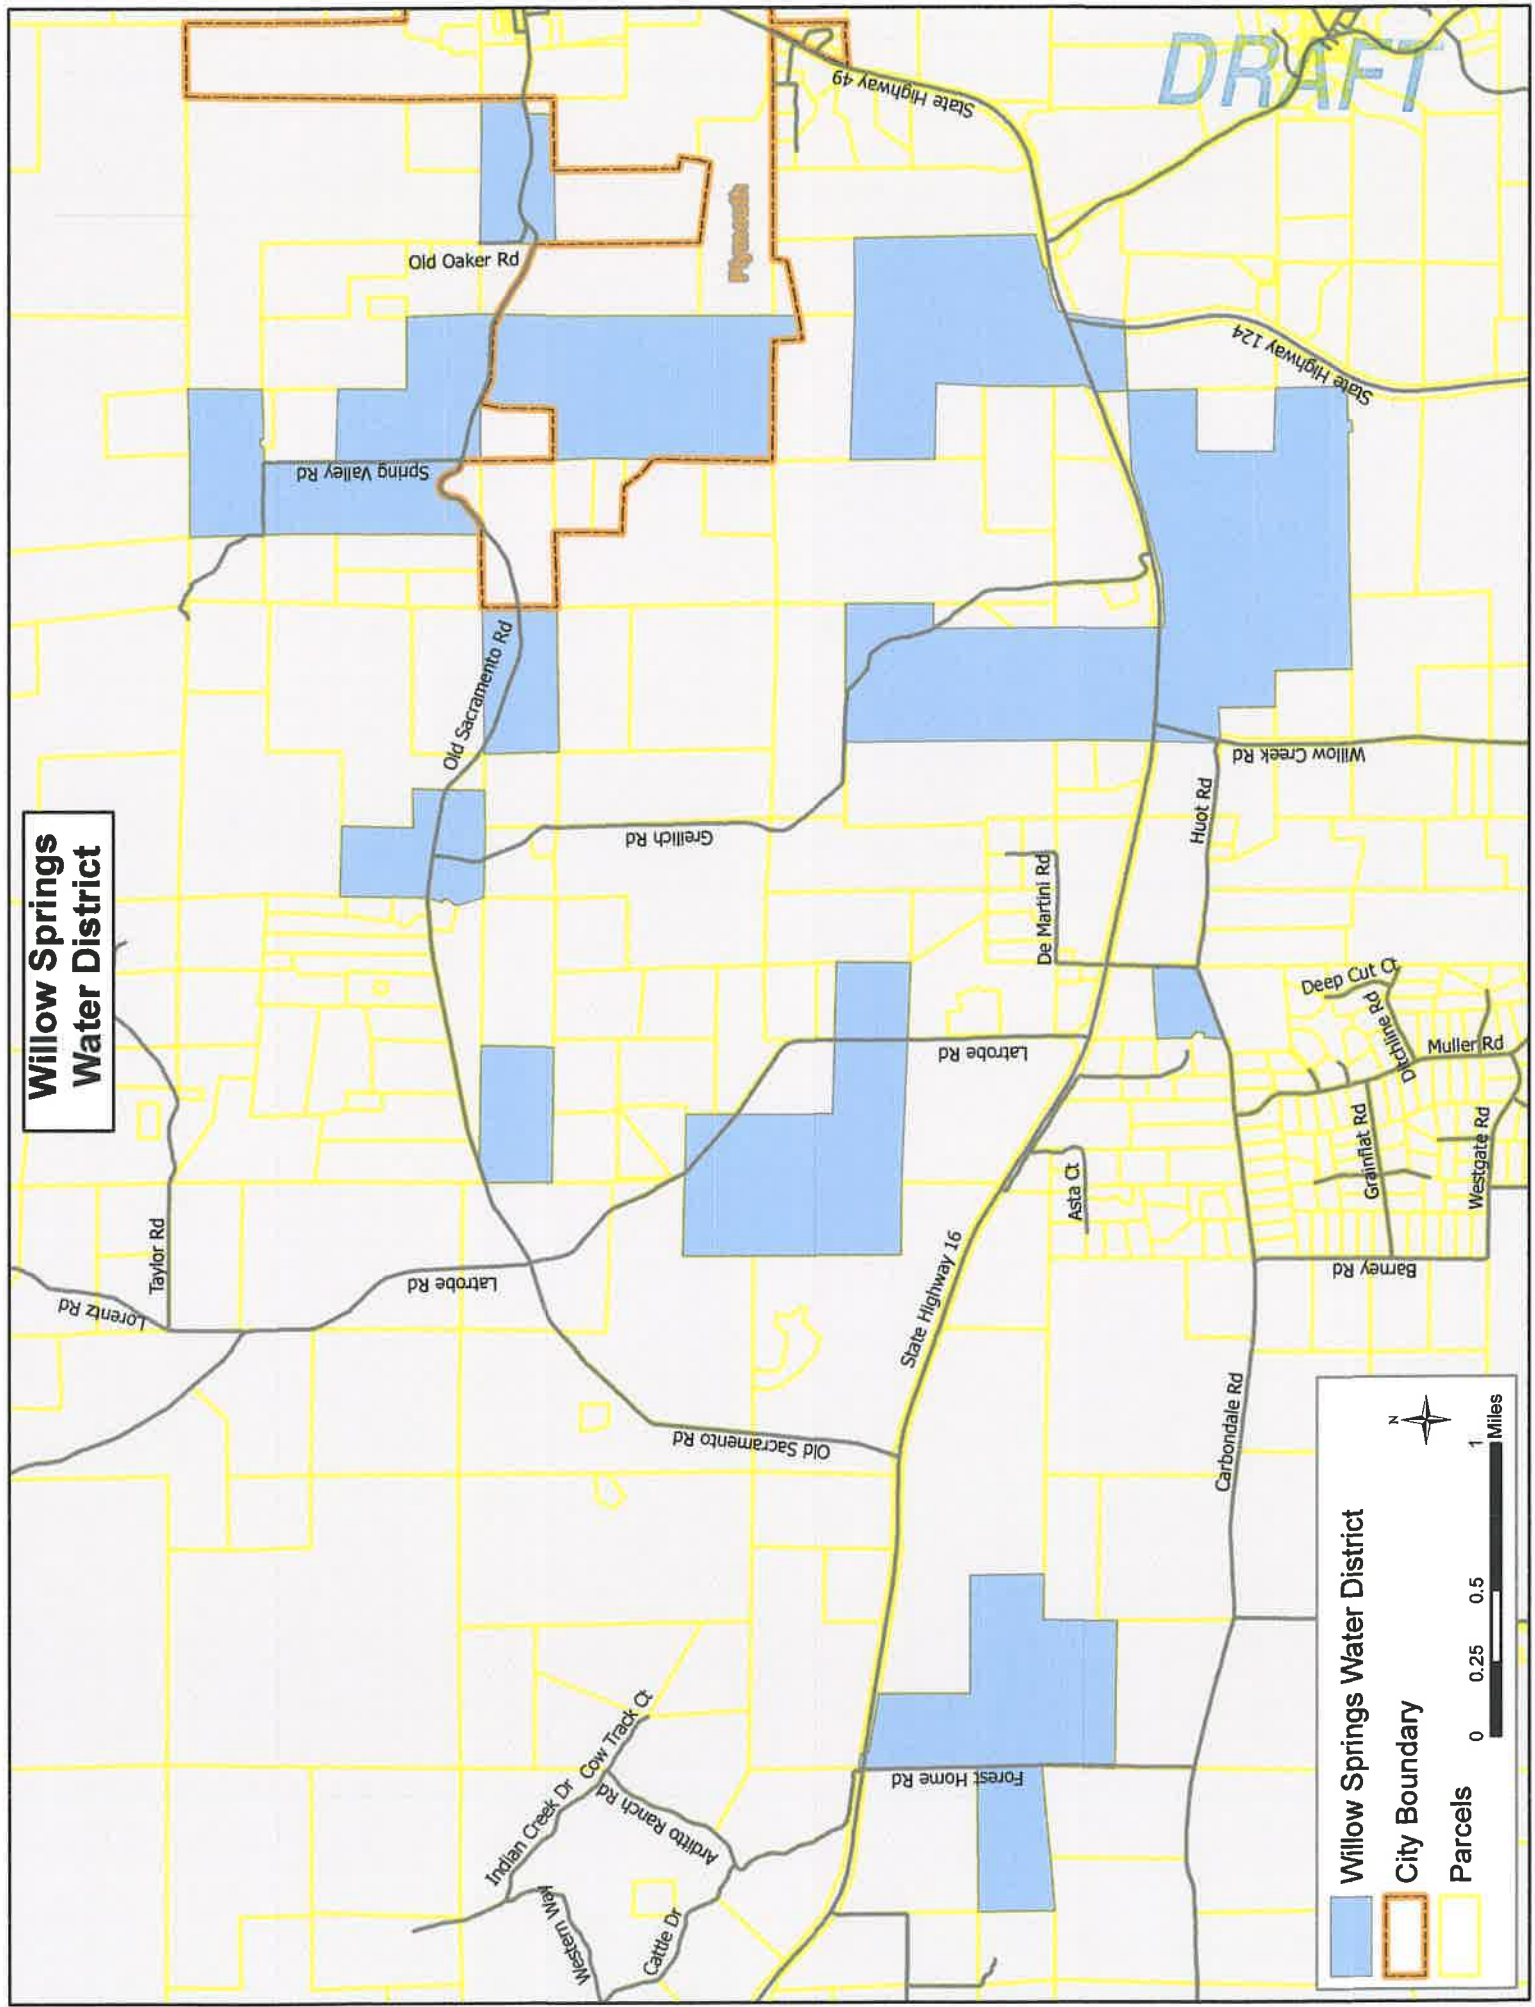 Willow Springs
Water District
DRAFT
Lorentz Rd
Taylor Rd
Latrobe Rd
Old Sacramento Rd
Indian Creek Dr
Cow Track Ct
Arditto Ranch Rd
Western Way
Cattle Dr
Forest Home Rd
State Highway 16
Old Sacramento Rd
Latrobe Rd
Grellich Rd
Spring Valley Rd
Old Oaker Rd
Plymouth
State Highway 49
State Highway 124
Willow Creek Rd
Huot Rd
De Martini Rd
Asta Ct
Carbondale Rd
Barney Rd
Grainflat Rd
Westgate Rd
Muller Rd
Ditchline Rd
Deep Cut Ct
Willow Springs Water District
City Boundary
Parcels
N
0 0.25 0.5 1
Miles